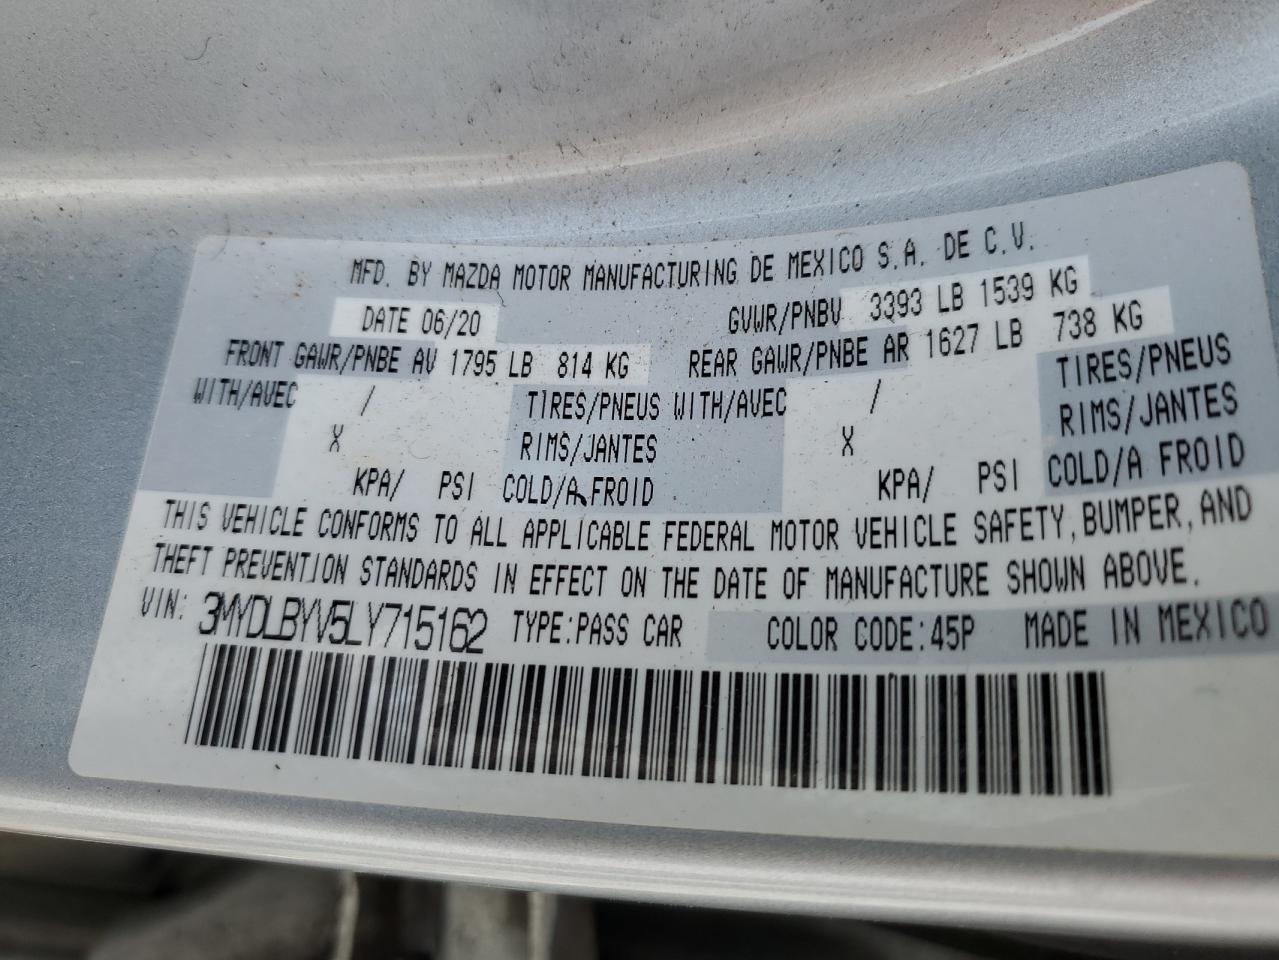 MFD. BY MAZDA MOTOR MANUFACTURING DE MEXICO S.A. DE C.V.
DATE 06/20 GVWR/PNBV 3393 LB 1539 KG
FRONT GAWR/PNBE AV 1795 LB 814 KG REAR GAWR/PNBE AR 1627 LB 738 KG
WITH/AVEC / TIRES/PNEUS WITH/AVEC / TIRES/PNEUS
X RIMS/JANTES X RIMS/JANTES
KPA/ PSI COLD/A FROID KPA/ PSI COLD/A FROID
THIS VEHICLE CONFORMS TO ALL APPLICABLE FEDERAL MOTOR VEHICLE SAFETY, BUMPER, AND
THEFT PREVENTION STANDARDS IN EFFECT ON THE DATE OF MANUFACTURE SHOWN ABOVE.
VIN: 3MYDLBYV5LY715162 TYPE:PASS CAR COLOR CODE:45P MADE IN MEXICO